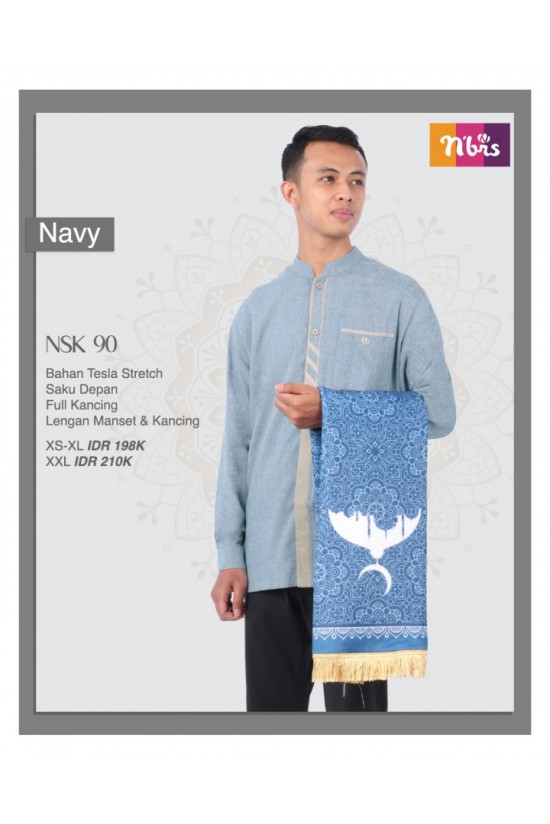 Nbrs
Navy
NSK 90
Bahan Tesla Stretch
Saku Depan
Full Kancing
Lengan Manset & Kancing
XS-XL IDR 198K
XXL IDR 210K